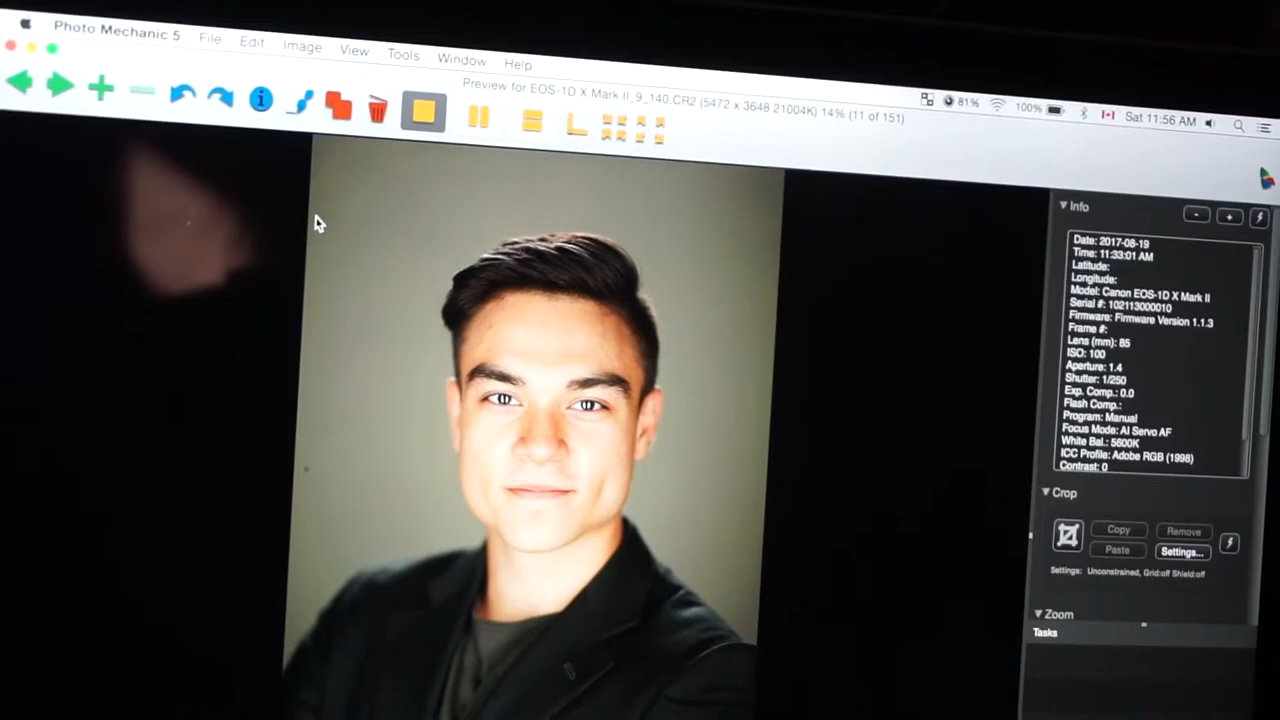 Photo Mechanic 5 File Edit Image View Tools Window Help
81% 100% Sat 11:56 AM
Preview for EOS-1D X Mark II_9_140.CR2 (5472 x 3648 21004K) 14% (11 of 151)
Info
- +
Date: 2017-08-19
Time: 11:33:01 AM
Latitude:
Longitude:
Model: Canon EOS-1D X Mark II
Serial #: 102113000010
Firmware: Firmware Version 1.1.3
Frame #:
Lens (mm): 85
ISO: 100
Aperture: 1.4
Shutter: 1/250
Exp. Comp.: 0.0
Flash Comp.:
Program: Manual
Focus Mode: AI Servo AF
White Bal.: 5600K
ICC Profile: Adobe RGB (1998)
Contrast: 0
Crop
Copy Remove
Paste Settings...
Settings: Unconstrained, Grid:off Shield:off
Zoom
Tasks